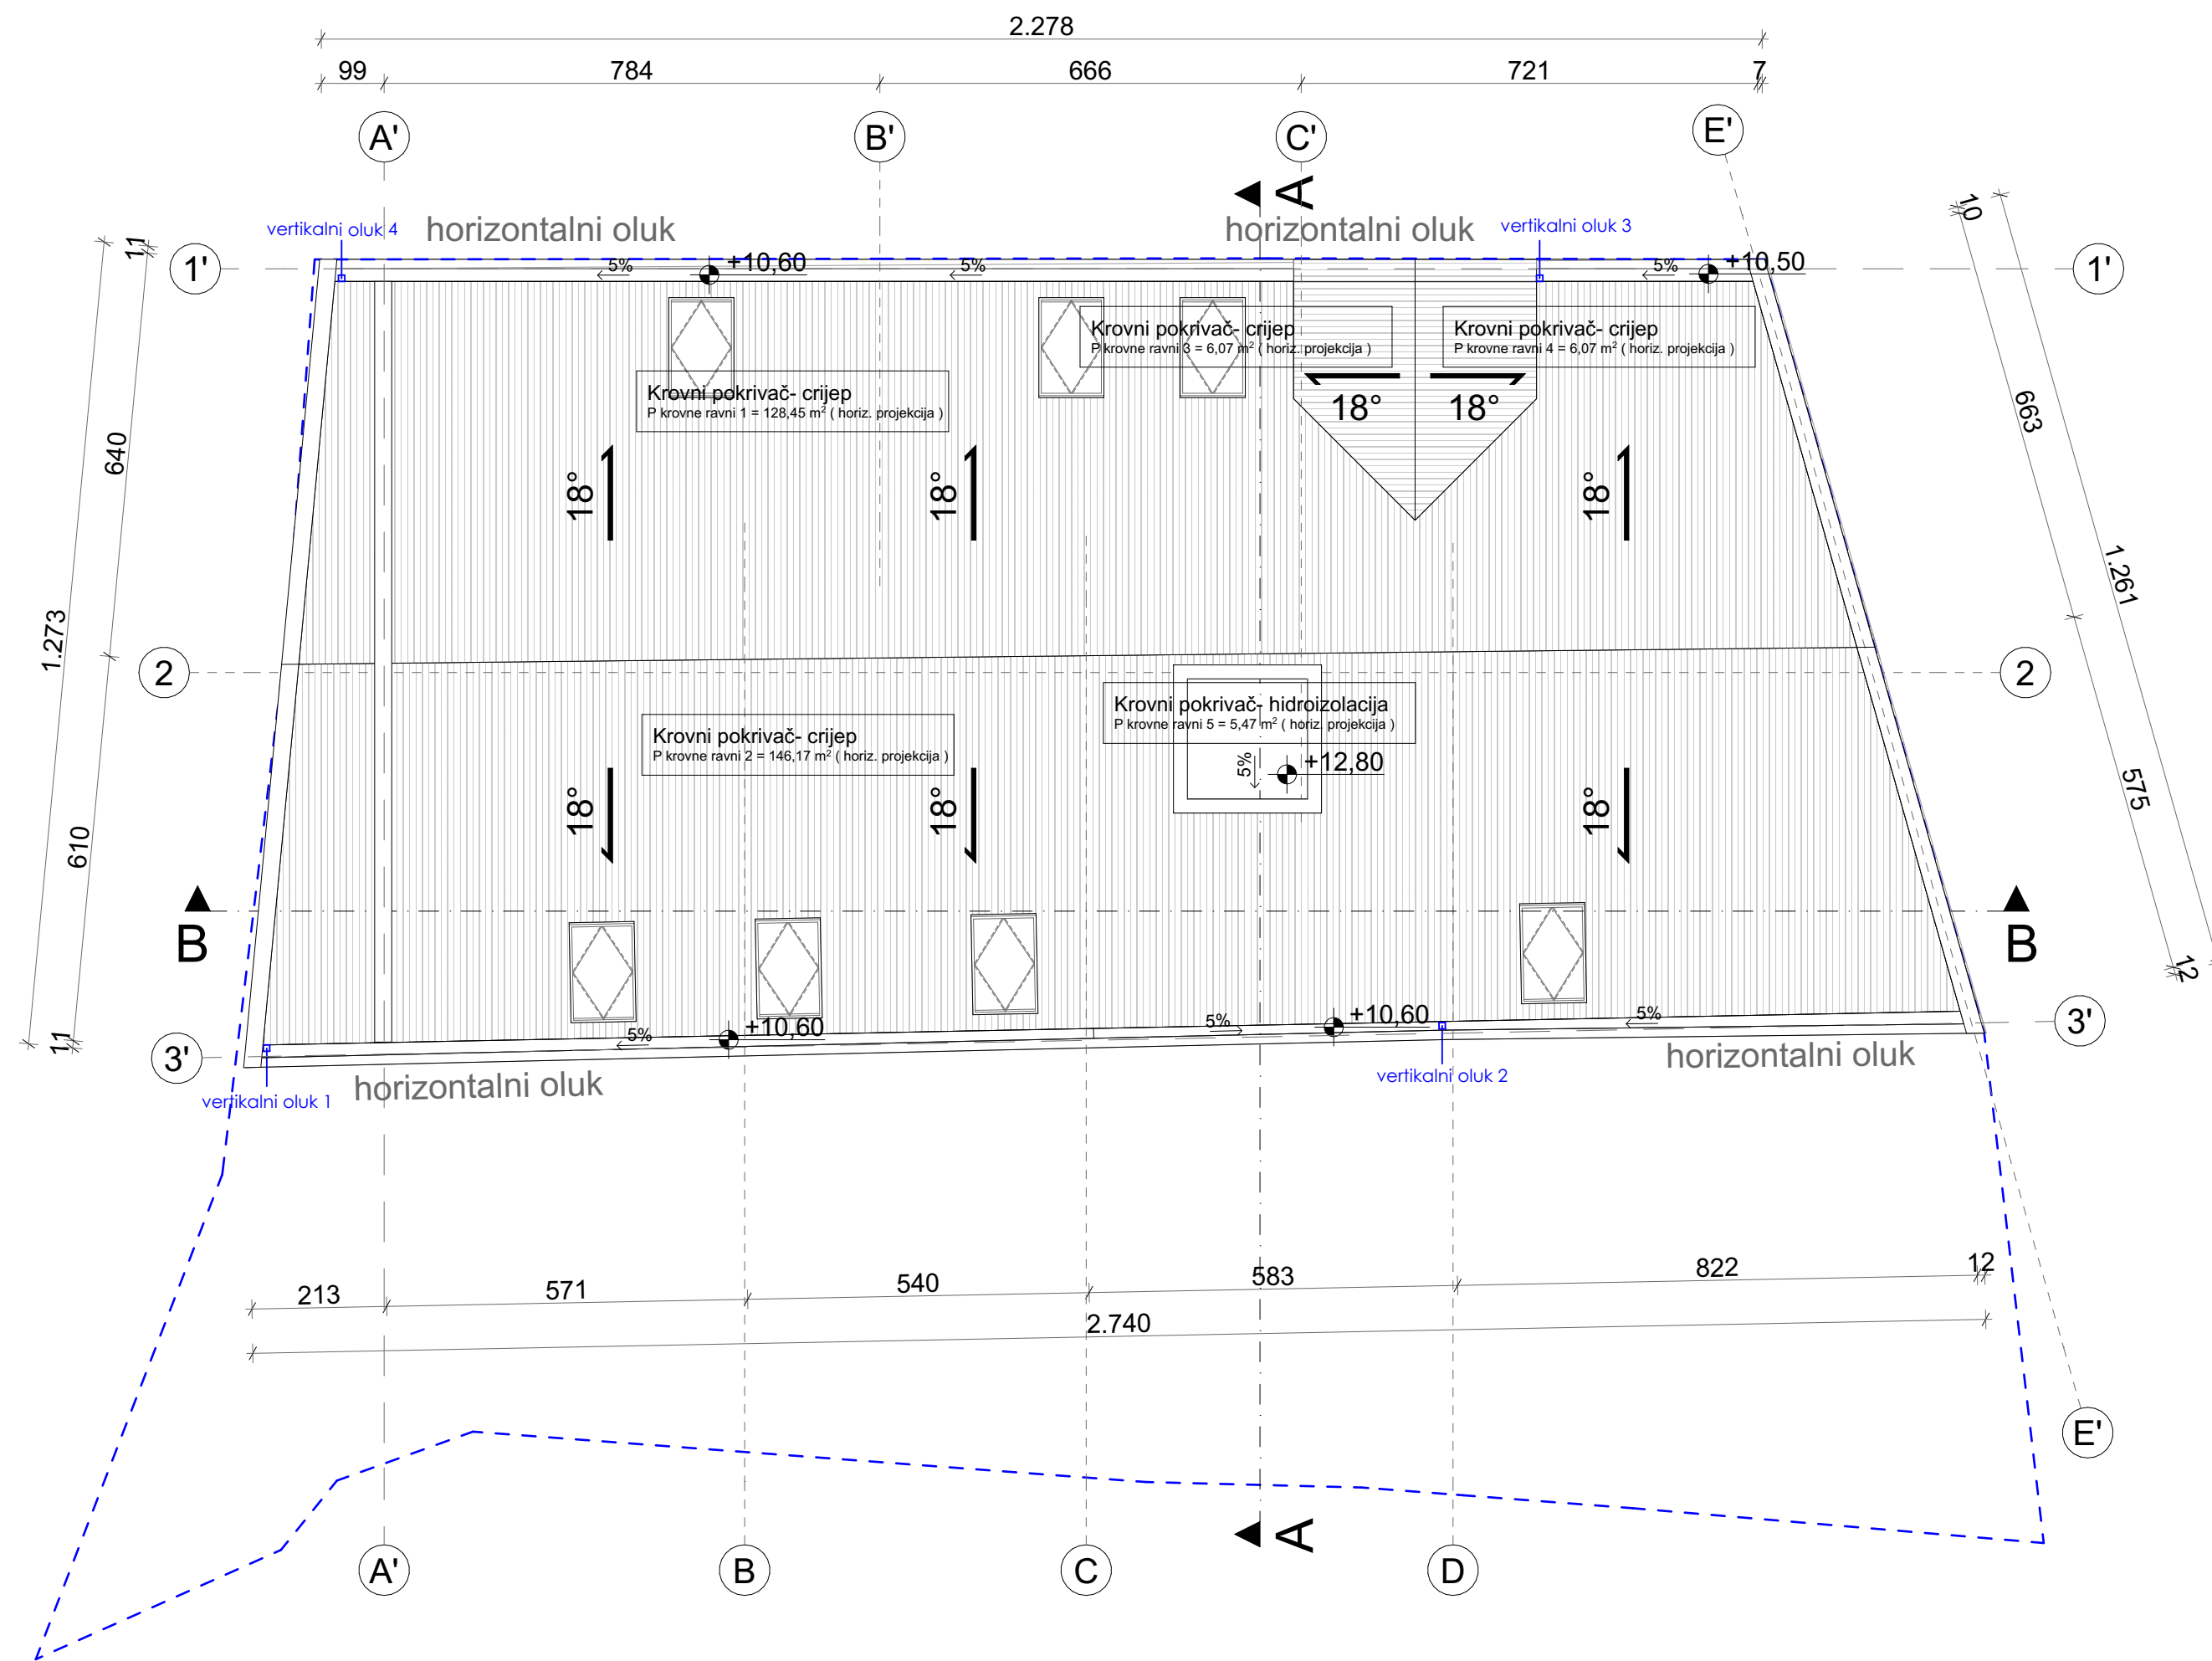 2.278
99
784
666
721
7
A'
B'
C'
E'
A
vertikalni oluk 4
horizontalni oluk
horizontalni oluk
vertikalni oluk 3
10
11
1'
5%
+10,60
5%
5%
+10,50
1'
Krovni pokrivač- crijep
P krovne ravni 3 = 6,07 m² ( horiz. projekcija )
Krovni pokrivač- crijep
P krovne ravni 4 = 6,07 m² ( horiz. projekcija )
Krovni pokrivač- crijep
P krovne ravni 1 = 128,45 m² ( horiz. projekcija )
18°
18°
640
663
18°
18°
18°
1.273
1.261
2
2
Krovni pokrivač- hidroizolacija
P krovne ravni 5 = 5,47 m² ( horiz. projekcija )
Krovni pokrivač- crijep
P krovne ravni 2 = 146,17 m² ( horiz. projekcija )
5%
+12,80
575
610
18°
18°
18°
B
B
12
11
3'
5%
+10,60
5%
+10,60
5%
3'
horizontalni oluk
vertikalni oluk 2
horizontalni oluk
vertikalni oluk 1
213
571
540
583
822
12
2.740
E'
A
A'
B
C
D